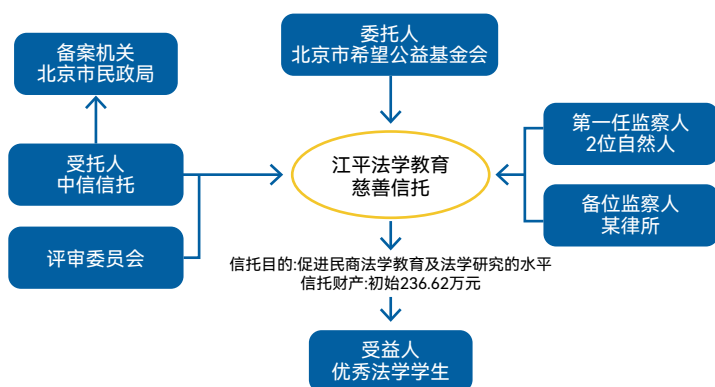 委托人
北京市希望公益基金会
备案机关
北京市民政局
第一任监察人
2位自然人
受托人
中信信托
江平法学教育
慈善信托
备位监察人
某律所
评审委员会
信托目的:促进民商法学教育及法学研究的水平
信托财产:初始236.62万元
受益人
优秀法学学生